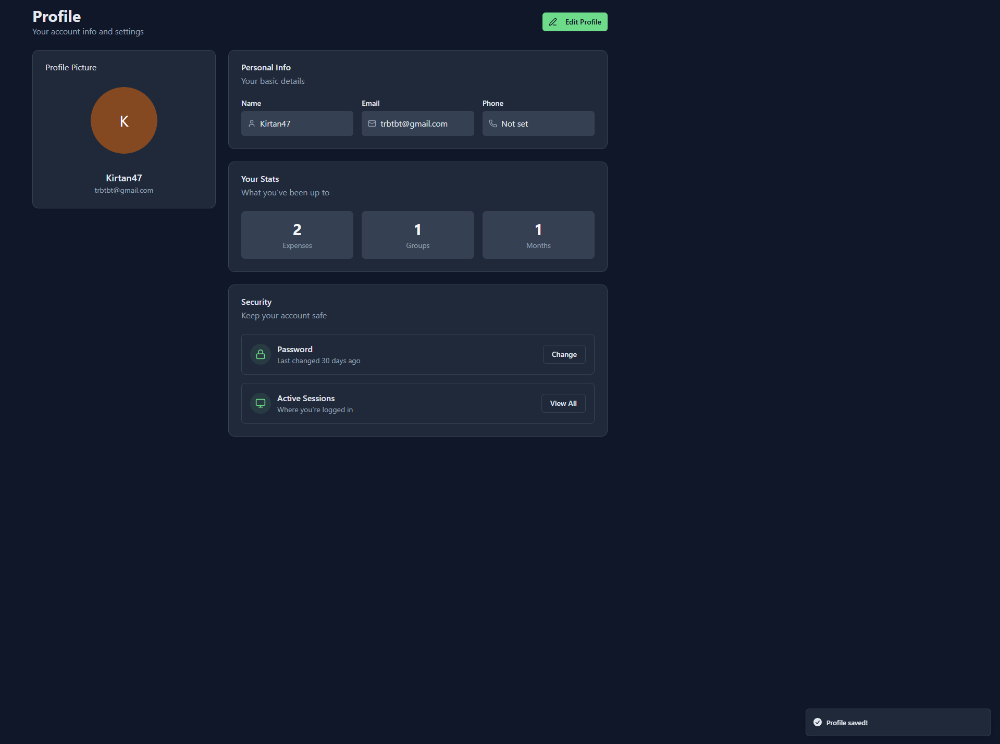 Profile
Your account info and settings
Edit Profile
Profile Picture
K
Kirtan47
trbtbt@gmail.com
Personal Info
Your basic details
Name
Kirtan47
Email
trbtbt@gmail.com
Phone
Not set
Your Stats
What you've been up to
2
Expenses
1
Groups
1
Months
Security
Keep your account safe
Password
Last changed 30 days ago
Change
Active Sessions
Where you're logged in
View All
Profile saved!